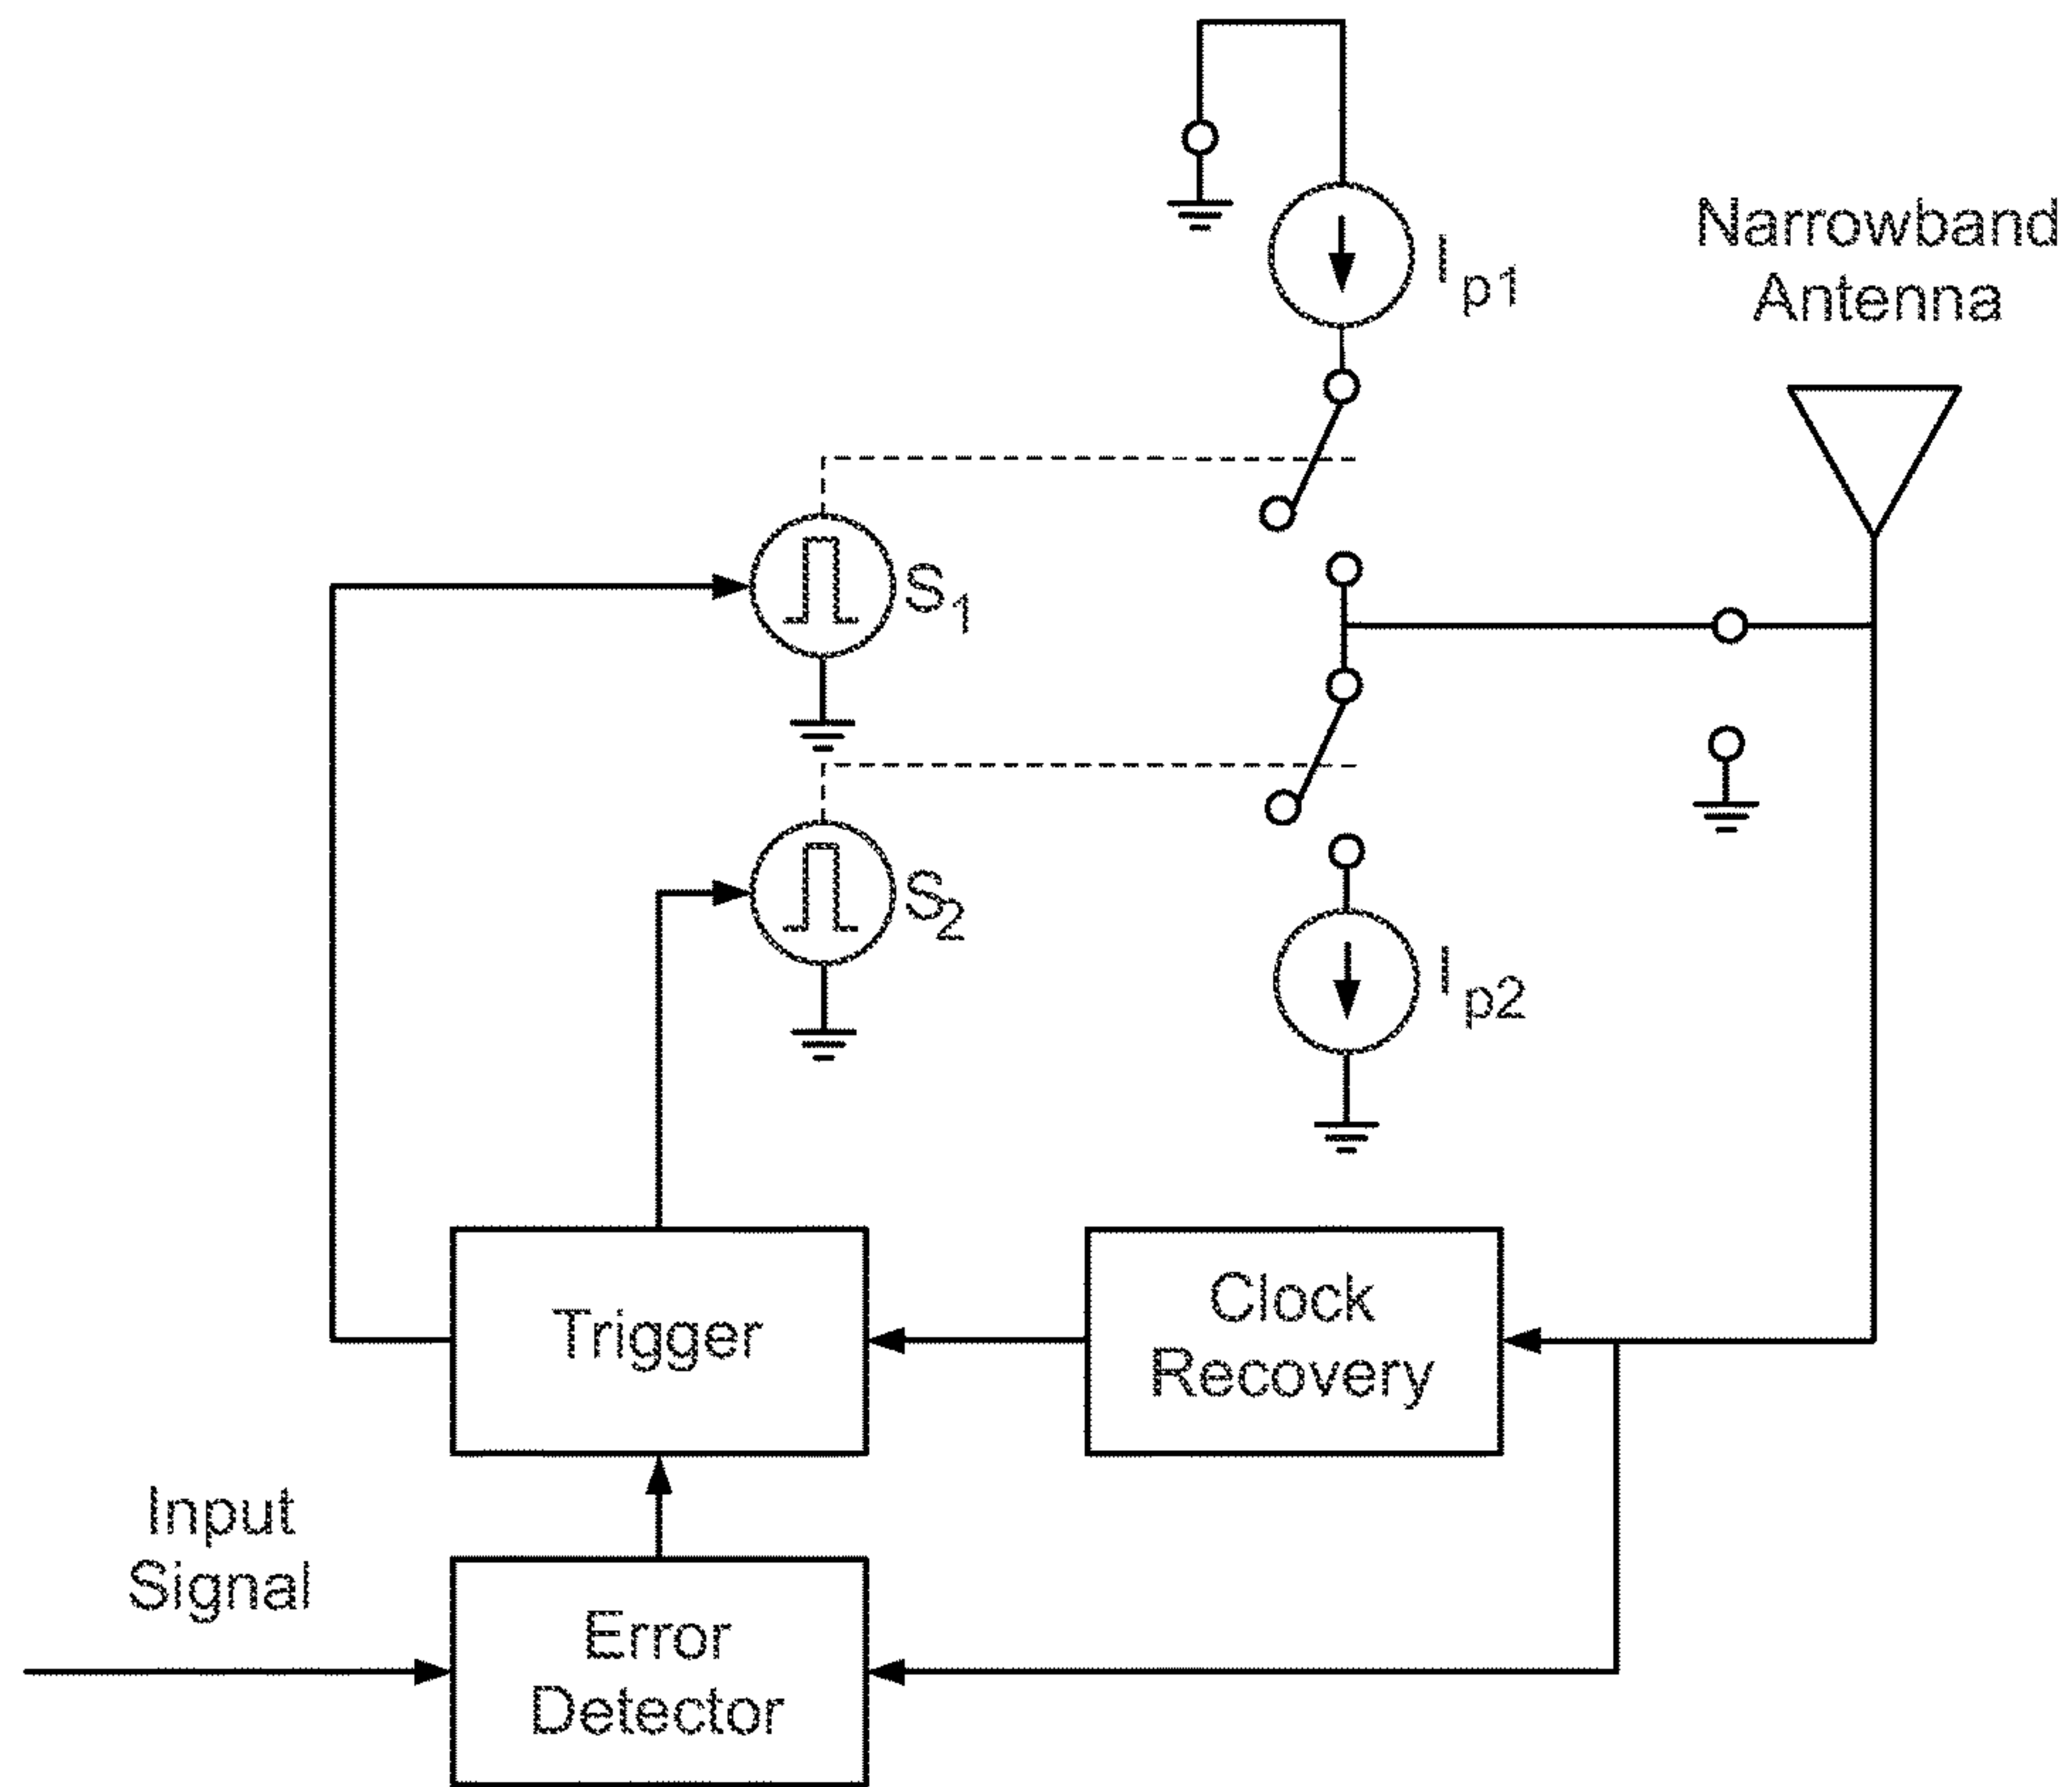 Narrowband
Antenna
I p1
S 1
S 2
I p2
Trigger
Clock
Recovery
Input
Signal
Error
Detector